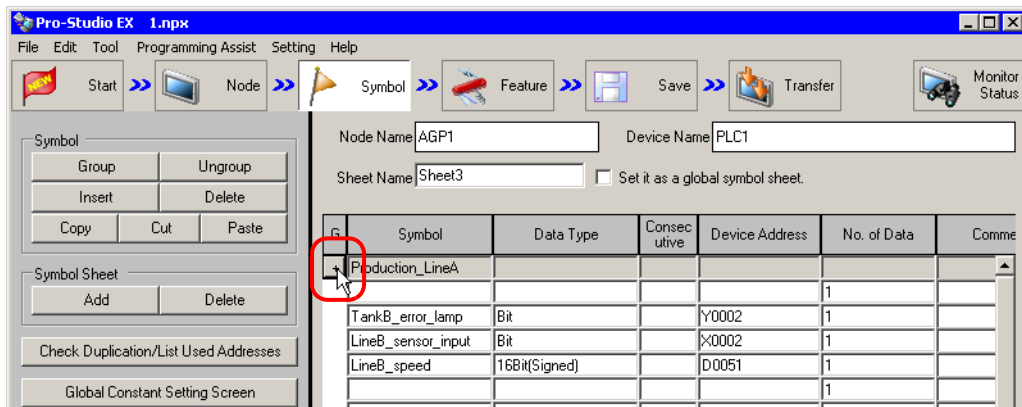 Pro-Studio EX 1.npx
File Edit Tool Programming Assist Setting Help
NEW Start Node Symbol Feature Save Transfer Monitor Status
Symbol
Group Ungroup
Insert Delete
Copy Cut Paste
Symbol Sheet
Add Delete
Check Duplication/List Used Addresses
Global Constant Setting Screen
Node Name AGP1 Device Name PLC1
Sheet Name Sheet3 Set it as a global symbol sheet.
G Symbol Data Type Consecutive Device Address No. of Data Comme
+ Production_LineA
1
TankB_error_lamp Bit Y0002 1
LineB_sensor_input Bit X0002 1
LineB_speed 16Bit(Signed) D0051 1
1